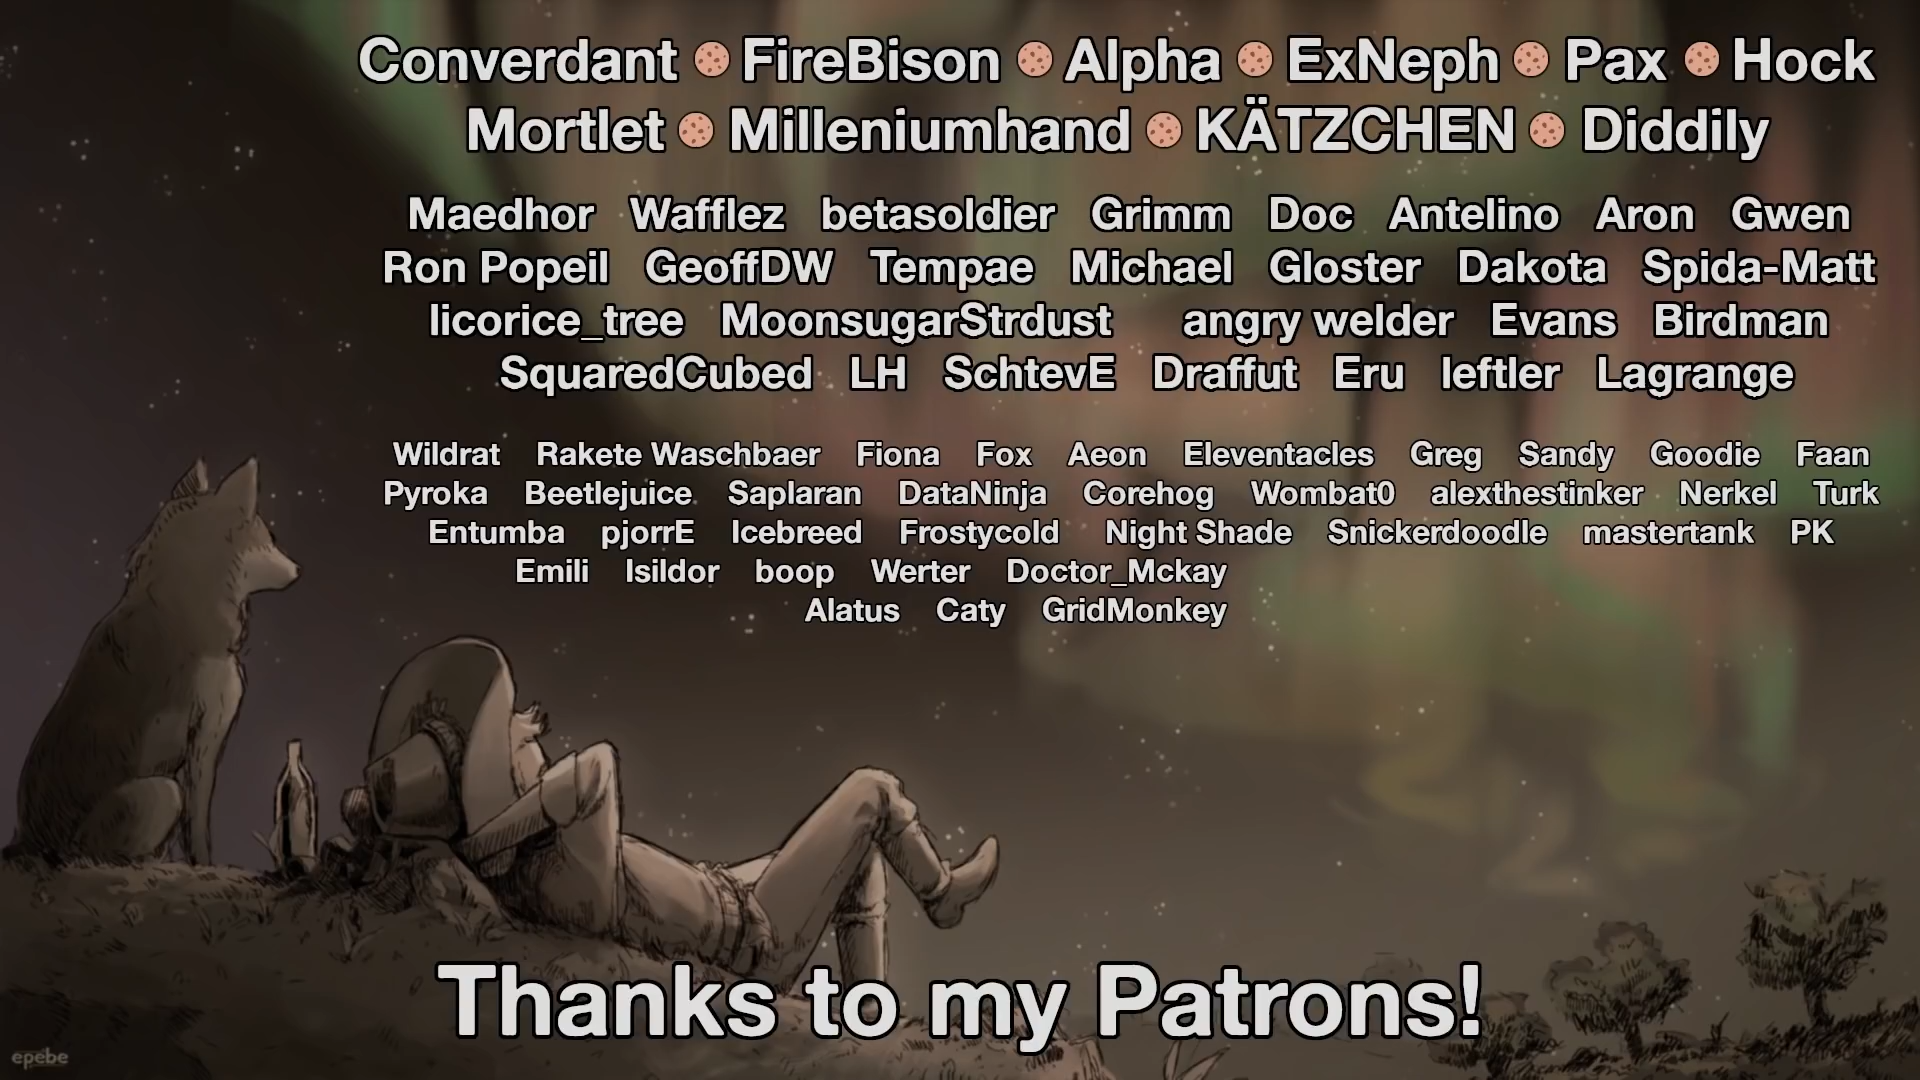 Converdant FireBison Alpha ExNeph Pax Hock
Mortlet Milleniumhand KÄTZCHEN Diddily
Maedhor Wafflez betasoldier Grimm Doc Antelino Aron Gwen
Ron Popeil GeoffDW Tempae Michael Gloster Dakota Spida-Matt
licorice_tree MoonsugarStrdust angry welder Evans Birdman
SquaredCubed LH SchtevE Draffut Eru leftler Lagrange
Wildrat Rakete Waschbaer Fiona Fox Aeon Eleventacles Greg Sandy Goodie Faan
Pyroka Beetlejuice Saplaran DataNinja Corehog Wombat0 alexthestinker Nerkel Turk
Entumba pjorrE Icebreed Frostycold Night Shade Snickerdoodle mastertank PK
Emili Isildor boop Werter Doctor_Mckay
Alatus Caty GridMonkey
Thanks to my Patrons!
epebe